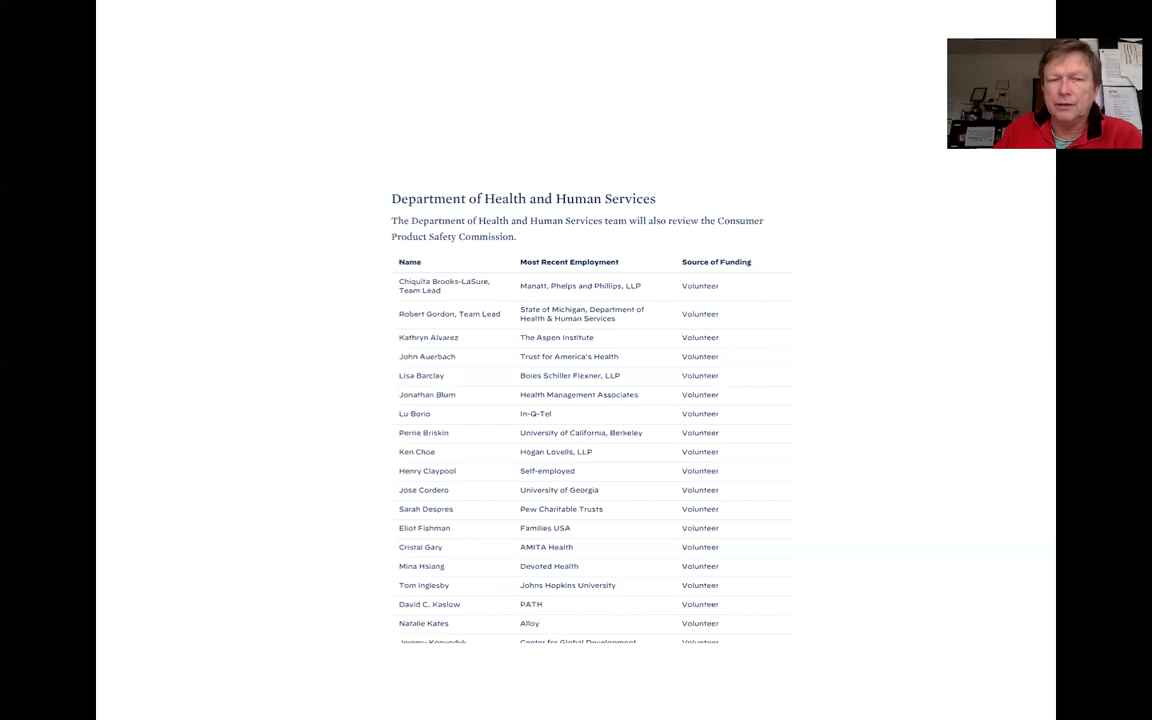 Department of Health and Human Services
The Department of Health and Human Services team will also review the Consumer
Product Safety Commission.
Name Most Recent Employment Source of Funding
Chiquita Brooks-LaSure,
Team Lead Manatt, Phelps and Phillips, LLP Volunteer
Robert Gordon, Team Lead State of Michigan, Department of
Health & Human Services Volunteer
Kathryn Alvarez The Aspen Institute Volunteer
John Auerbach Trust for America's Health Volunteer
Lisa Barclay Boies Schiller Flexner, LLP Volunteer
Jonathan Blum Health Management Associates Volunteer
Lu Borio In-Q-Tel Volunteer
Perrie Briskin University of California, Berkeley Volunteer
Ken Choe Hogan Lovells, LLP Volunteer
Henry Claypool Self-employed Volunteer
Jose Cordero University of Georgia Volunteer
Sarah Despres Pew Charitable Trusts Volunteer
Eliot Fishman Families USA Volunteer
Cristal Gary AMITA Health Volunteer
Mina Hsiang Devoted Health Volunteer
Tom Inglesby Johns Hopkins University Volunteer
David C. Kaslow PATH Volunteer
Natalie Kates Alloy Volunteer
Jeremy Konyndyk Center for Global Development Volunteer